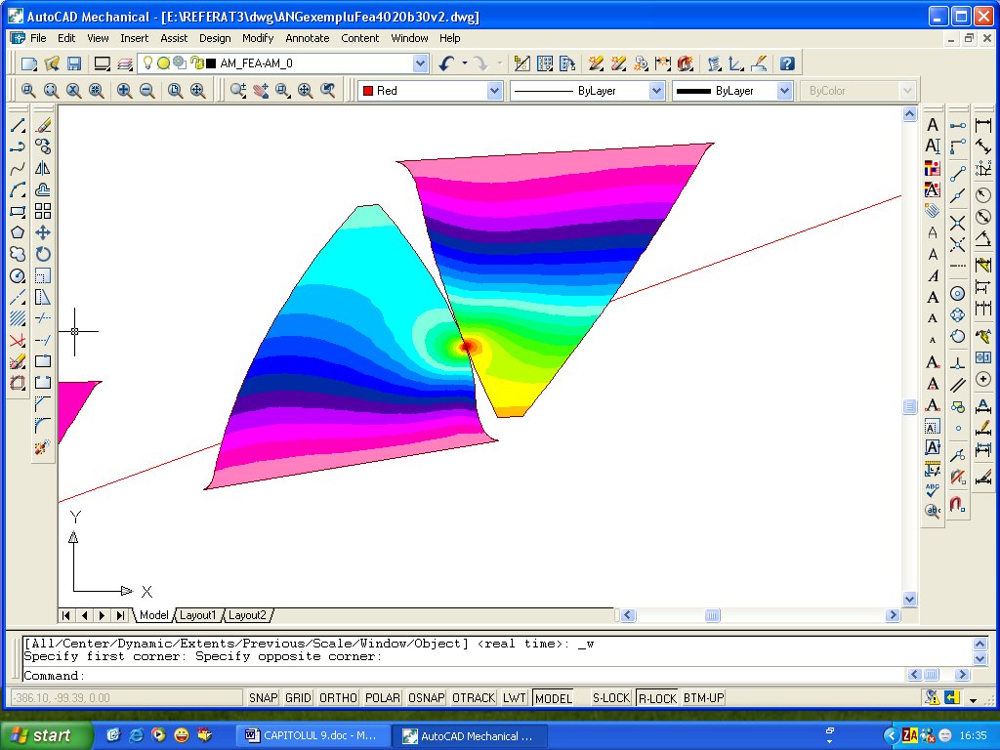 AutoCAD Mechanical - [E:\REFERAT3\dwg\ANGexempluFea4020b30v2.dwg]
File Edit View Insert Assist Design Modify Annotate Content Window Help
AM_FEA-AM_0
Red ByLayer ByLayer ByColor
Y
X
Model Layout1 Layout2
[All/Center/Dynamic/Extents/Previous/Scale/Window/Object] <real time>: _w
Specify first corner: Specify opposite corner:
Command:
-386.10, -99.39, 0.00 SNAP GRID ORTHO POLAR OSNAP OTRACK LWT MODEL S-LOCK R-LOCK BTM-UP
start CAPITOLUL 9.doc - M... AutoCAD Mechanical ... ZA 16:35